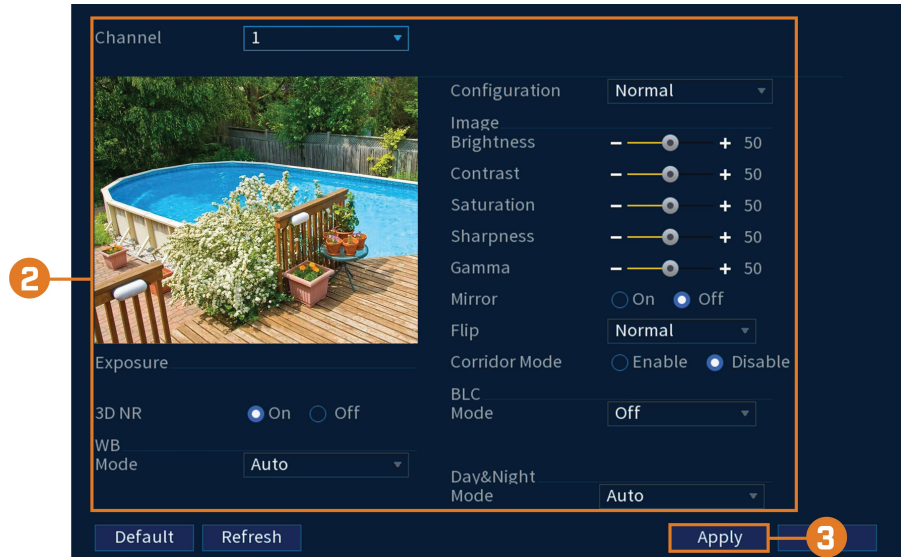 Channel 1
Configuration Normal
Image
Brightness - + 50
Contrast - + 50
Saturation - + 50
Sharpness - + 50
Gamma - + 50
Mirror On Off
Flip Normal
Corridor Mode Enable Disable
Exposure
BLC
3D NR On Off
Mode Off
WB
Mode Auto
Day&Night
Mode Auto
Default Refresh Apply
2
3